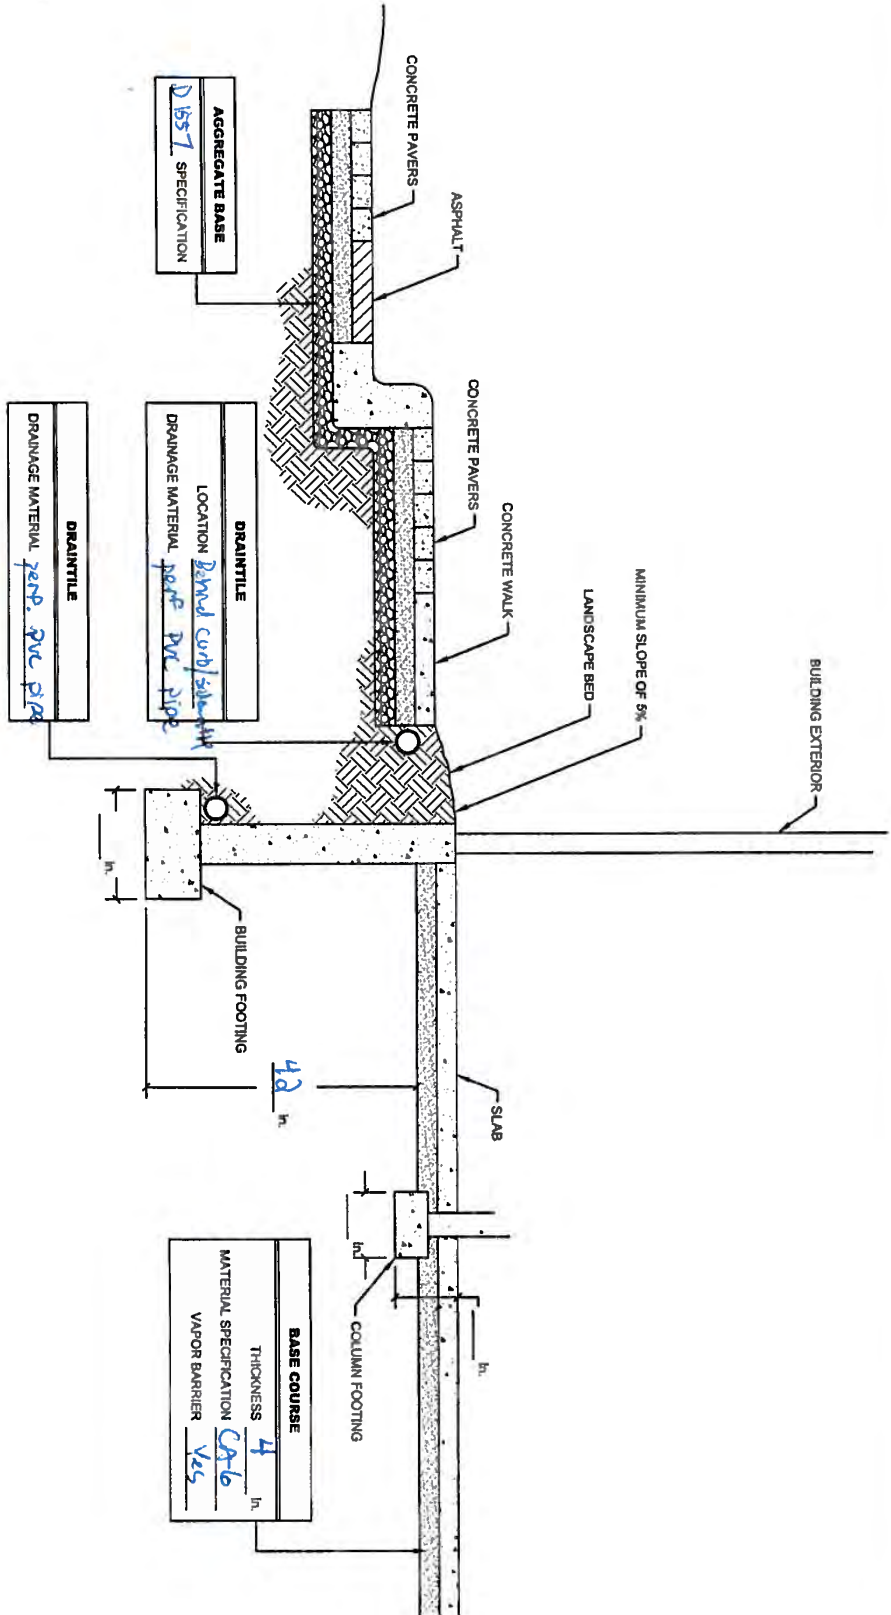 BUILDING EXTERIOR
MINIMUM SLOPE OF 5%
LANDSCAPE BED
CONCRETE WALK
CONCRETE PAVERS
ASPHALT
CONCRETE PAVERS
SLAB
AGGREGATE BASE
D 1557 SPECIFICATION
DRAINTILE
LOCATION Behind curb/sidewalk
DRAINAGE MATERIAL perf PVC pipe
DRAINTILE
DRAINAGE MATERIAL perf. PVC pipe
in.
BUILDING FOOTING
42 in.
in.
COLUMN FOOTING
in.
BASE COURSE
THICKNESS 4 in.
MATERIAL SPECIFICATION CA-6
VAPOR BARRIER Yes